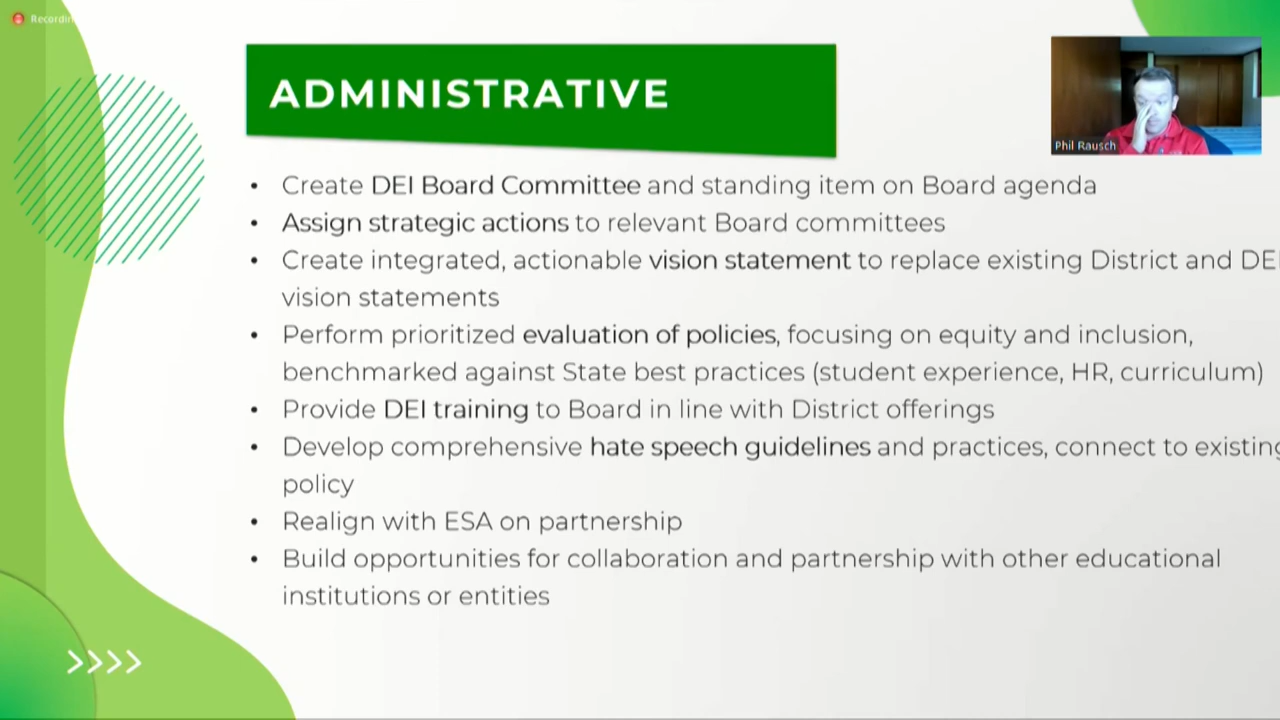 Recordin
ADMINISTRATIVE
Phil Rausch
• Create DEI Board Committee and standing item on Board agenda
• Assign strategic actions to relevant Board committees
• Create integrated, actionable vision statement to replace existing District and DEI
vision statements
• Perform prioritized evaluation of policies, focusing on equity and inclusion,
benchmarked against State best practices (student experience, HR, curriculum)
• Provide DEI training to Board in line with District offerings
• Develop comprehensive hate speech guidelines and practices, connect to existing
policy
• Realign with ESA on partnership
• Build opportunities for collaboration and partnership with other educational
institutions or entities